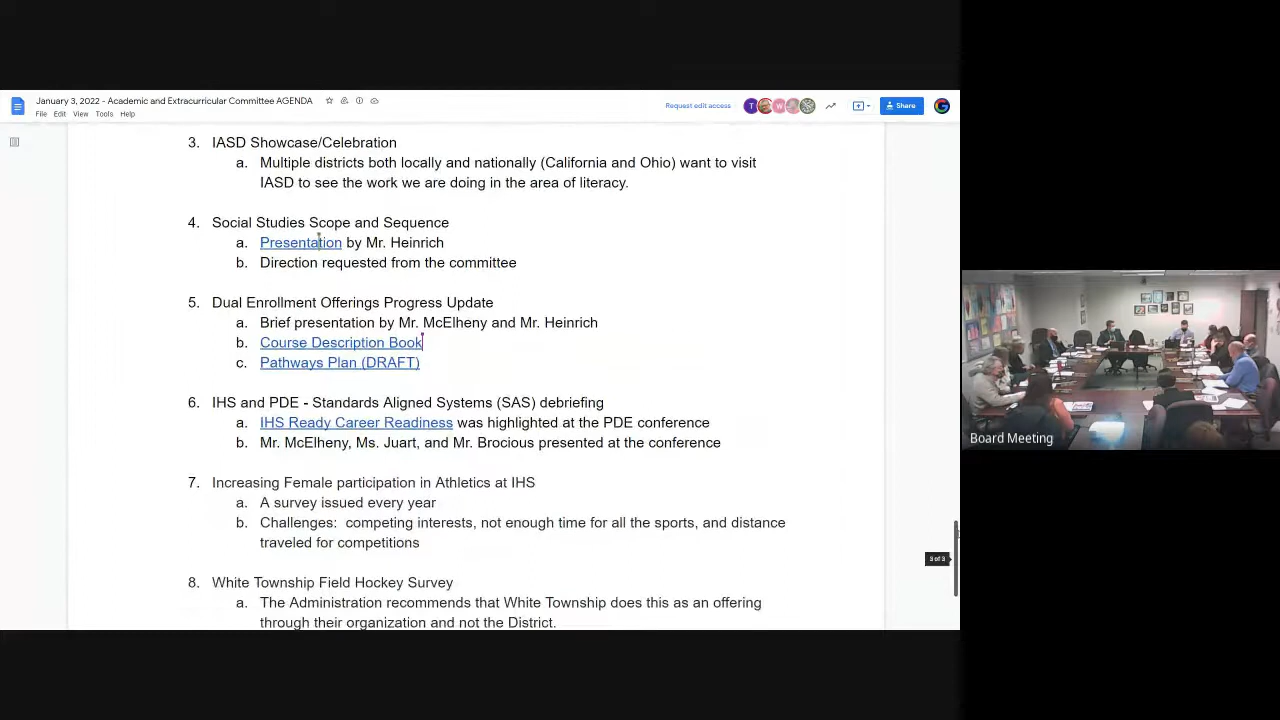 January 3, 2022 - Academic and Extracurricular Committee AGENDA
File Edit View Tools Help
Request edit access
T
W
Share
3. IASD Showcase/Celebration
a. Multiple districts both locally and nationally (California and Ohio) want to visit
IASD to see the work we are doing in the area of literacy.
4. Social Studies Scope and Sequence
a. Presentation by Mr. Heinrich
b. Direction requested from the committee
5. Dual Enrollment Offerings Progress Update
a. Brief presentation by Mr. McElheny and Mr. Heinrich
b. Course Description Book
c. Pathways Plan (DRAFT)
6. IHS and PDE - Standards Aligned Systems (SAS) debriefing
a. IHS Ready Career Readiness was highlighted at the PDE conference
b. Mr. McElheny, Ms. Juart, and Mr. Brocious presented at the conference
7. Increasing Female participation in Athletics at IHS
a. A survey issued every year
b. Challenges: competing interests, not enough time for all the sports, and distance
traveled for competitions
8. White Township Field Hockey Survey
a. The Administration recommends that White Township does this as an offering
through their organization and not the District.
3 of 3
Board Meeting